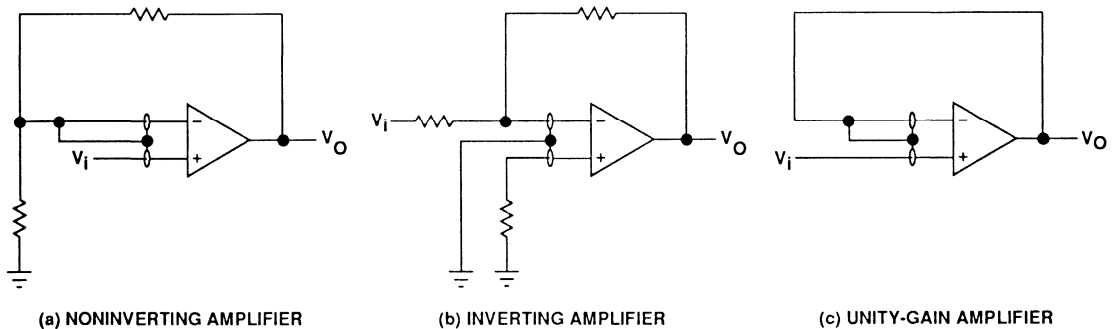 Vi
−
+
VO
Vi
−
+
VO
Vi
−
+
VO
(a) NONINVERTING AMPLIFIER
(b) INVERTING AMPLIFIER
(c) UNITY-GAIN AMPLIFIER